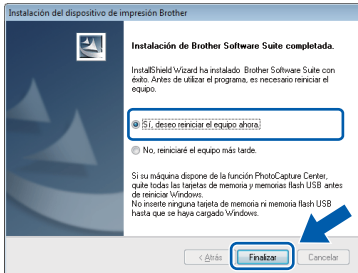 Instalación del dispositivo de impresión Brother
Instalación de Brother Software Suite completada.
InstallShield Wizard ha instalado Brother Software Suite con
éxito. Antes de utilizar el programa, es necesario reiniciar el
equipo.
Sí, deseo reiniciar el equipo ahora.
No, reiniciaré el equipo más tarde.
Si su máquina dispone de la función PhotoCapture Center,
quite todas las tarjetas de memoria y memorias flash USB antes
de reiniciar Windows.
No inserte ninguna tarjeta de memoria ni memoria flash USB
hasta que se haya cargado Windows.
< Atrás Finalizar Cancelar